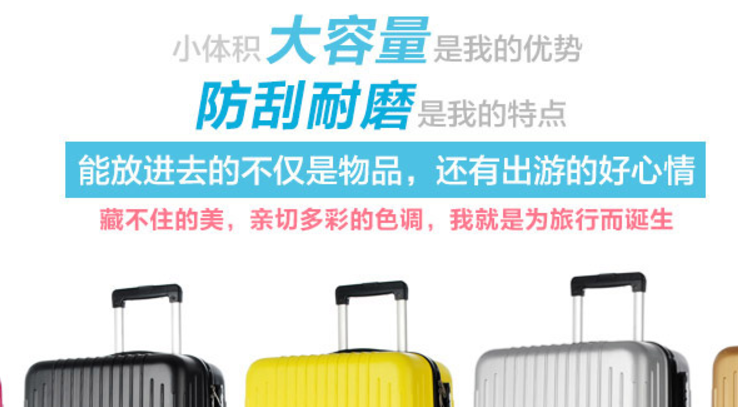 小体积大容量是我的优势
防刮耐磨是我的特点
能放进去的不仅是物品，还有出游的好心情
藏不住的美，亲切多彩的色调，我就是为旅行而诞生